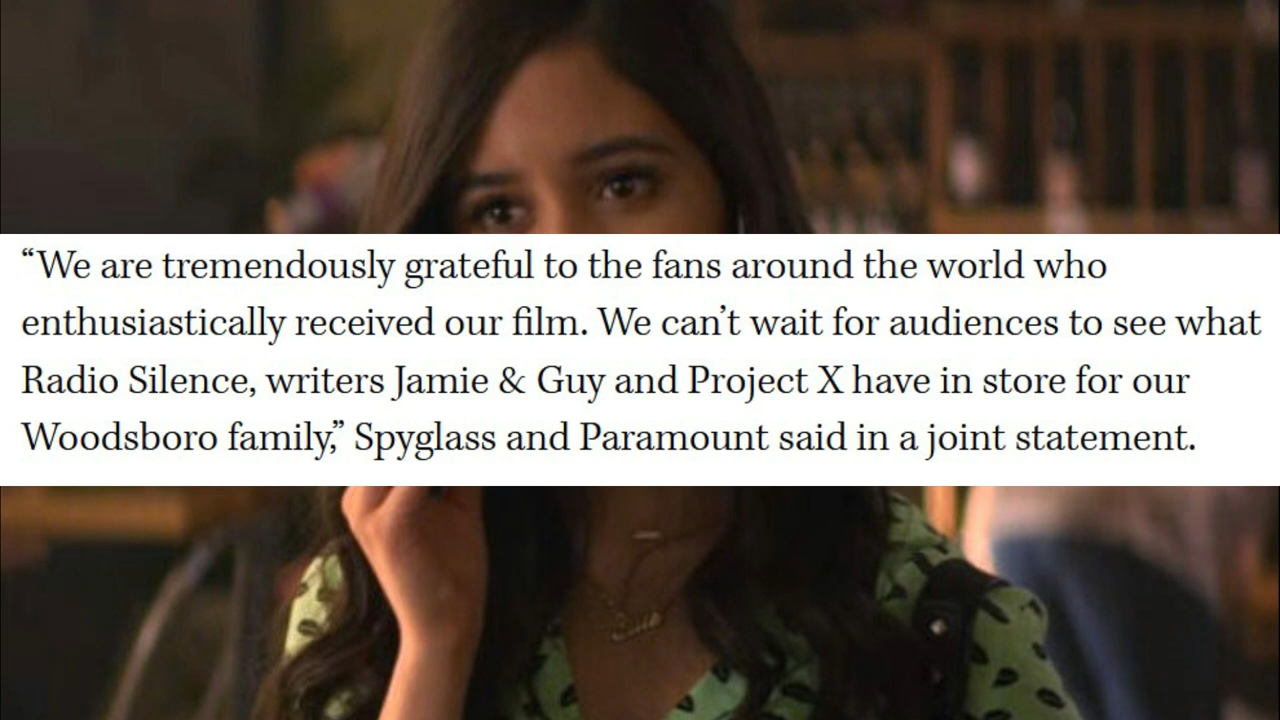 “We are tremendously grateful to the fans around the world who
enthusiastically received our film. We can’t wait for audiences to see what
Radio Silence, writers Jamie & Guy and Project X have in store for our
Woodsboro family,” Spyglass and Paramount said in a joint statement.